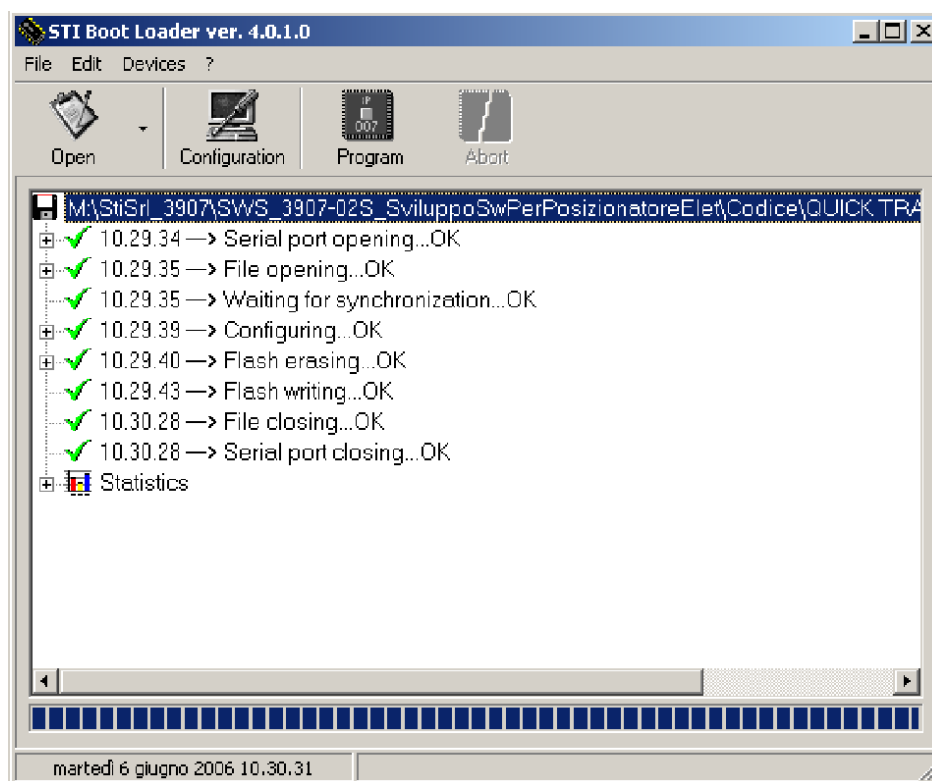 STI Boot Loader ver. 4.0.1.0
File Edit Devices ?
Open Configuration Program Abort
IP
007
M:\StiSrl_3907\SWS_3907-02S_SviluppoSwPerPosizionatoreElet\Codice\QUICK TRA
10.29.34 —> Serial port opening...OK
10.29.35 —> File opening...OK
10.29.35 —> Waiting for synchronization...OK
10.29.39 —> Configuring...OK
10.29.40 —> Flash erasing...OK
10.29.43 —> Flash writing...OK
10.30.28 —> File closing...OK
10.30.28 —> Serial port closing...OK
Statistics
martedì 6 giugno 2006 10.30.31